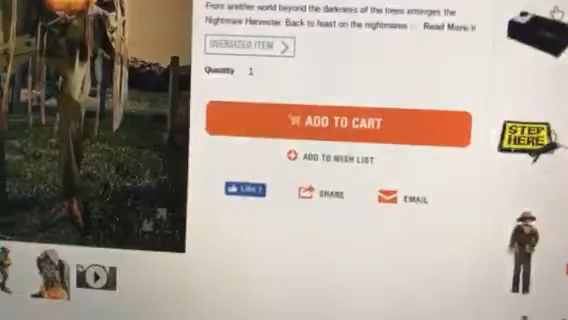 From another world beyond the darkness of the trees emerges the
Nightmare Harvester. Back to feast on the nightmares ... Read More »
OVERSIZED ITEM
Quantity 1
ADD TO CART
ADD TO WISH LIST
Like
SHARE
EMAIL
STEP
HERE